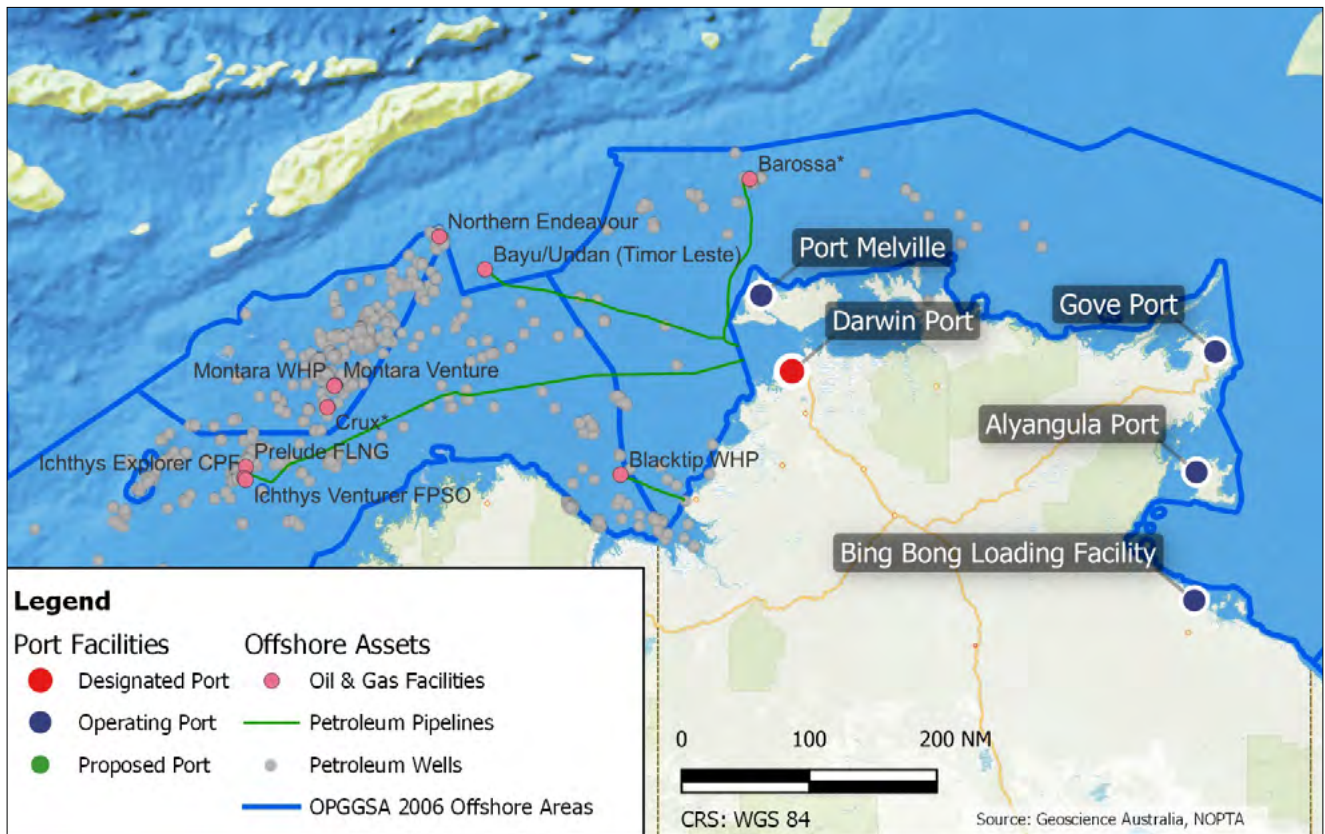 Barossa*
Northern Endeavour
Bayu/Undan (Timor Leste)
Port Melville
Gove Port
Darwin Port
Montara WHP
Montara Venture
Crux*
Alyangula Port
Ichthys Explorer CPF
Prelude FLNG
Blacktip WHP
Ichthys Venturer FPSO
Bing Bong Loading Facility
Legend
Port Facilities
Offshore Assets
Designated Port
Oil & Gas Facilities
Operating Port
Petroleum Pipelines
Proposed Port
Petroleum Wells
OPGGSA 2006 Offshore Areas
0 100 200 NM
CRS: WGS 84
Source: Geoscience Australia, NOPTA